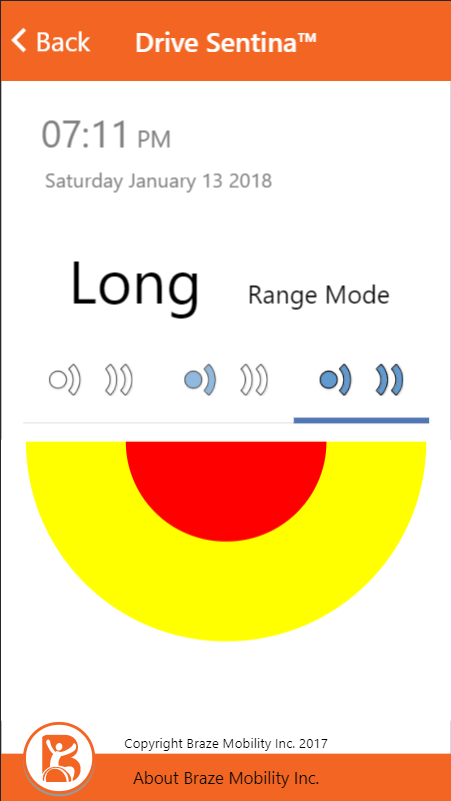 Back Drive Sentina™
07:11 PM
Saturday January 13 2018
Long Range Mode
Copyright Braze Mobility Inc. 2017
About Braze Mobility Inc.